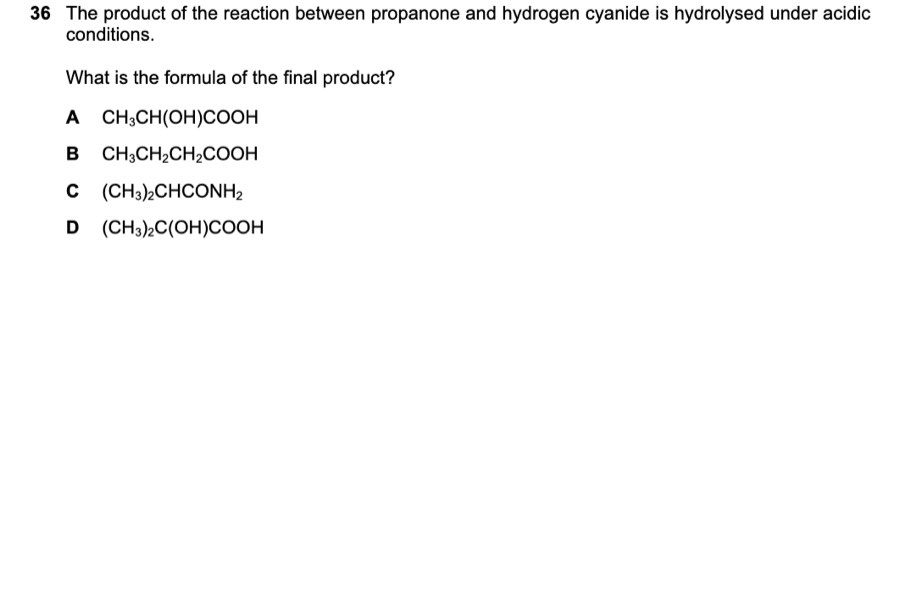 36 The product of the reaction between propanone and hydrogen cyanide is hydrolysed under acidic
conditions.
What is the formula of the final product?
A CH₃CH(OH)COOH
B CH₃CH₂CH₂COOH
C (CH₃)₂CHCONH₂
D (CH₃)₂C(OH)COOH